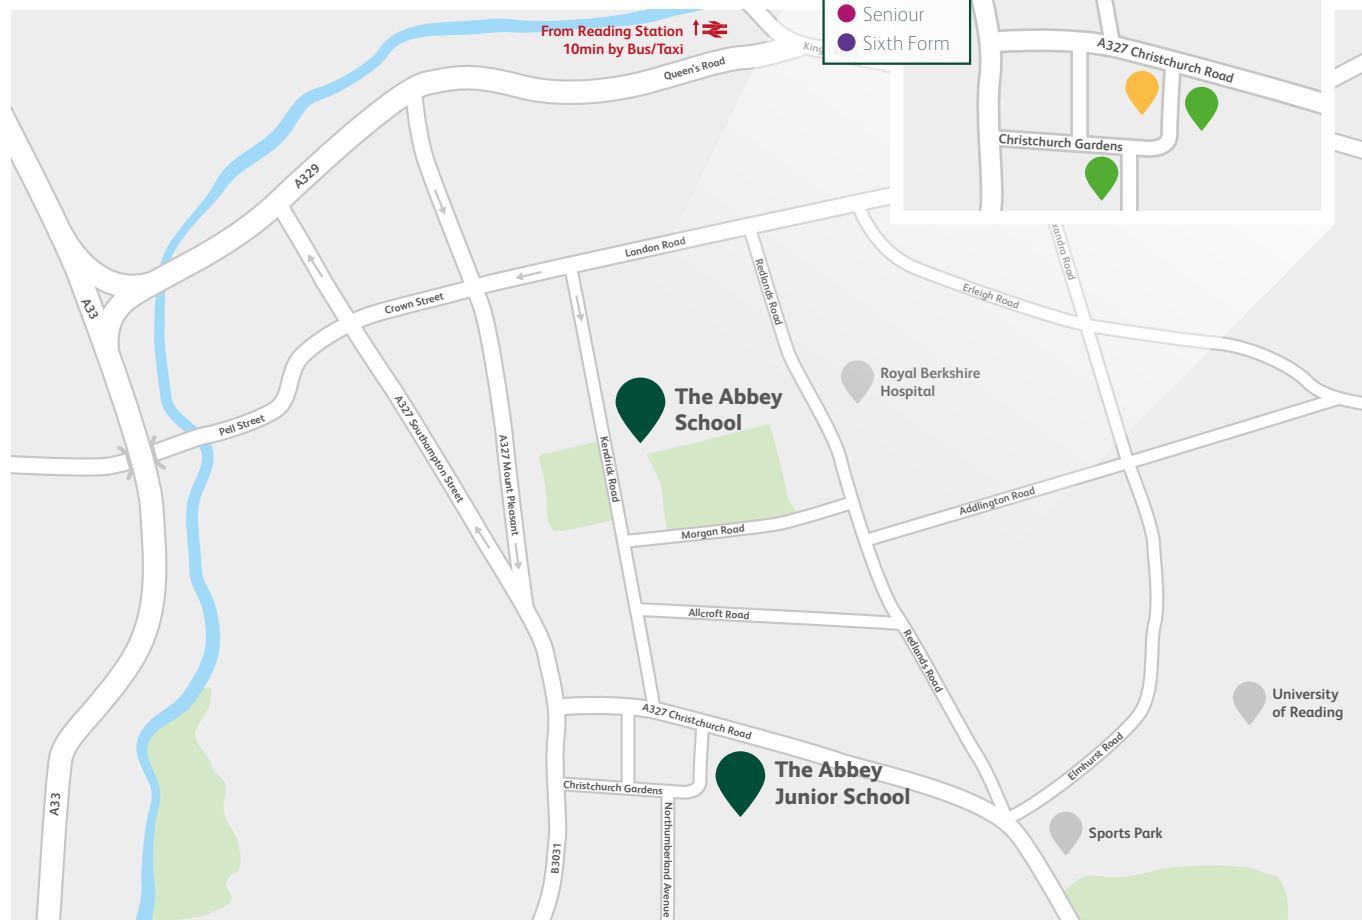 From Reading Station
10min by Bus/Taxi
Seniour
Sixth Form
Queen's Road
A327 Christchurch Road
Christchurch Gardens
A329
London Road
Redlands Road
Erleigh Road
A33
Crown Street
Royal Berkshire
Hospital
The Abbey
School
Pell Street
A327 Southampton Street
A327 Mount Pleasant
Kendrick Road
Morgan Road
Addlington Road
Allcroft Road
Redlands Road
University
of Reading
A327 Christchurch Road
Elmhurst Road
The Abbey
Junior School
Christchurch Gardens
A33
Sports Park
B3031
Northumberland Avenue